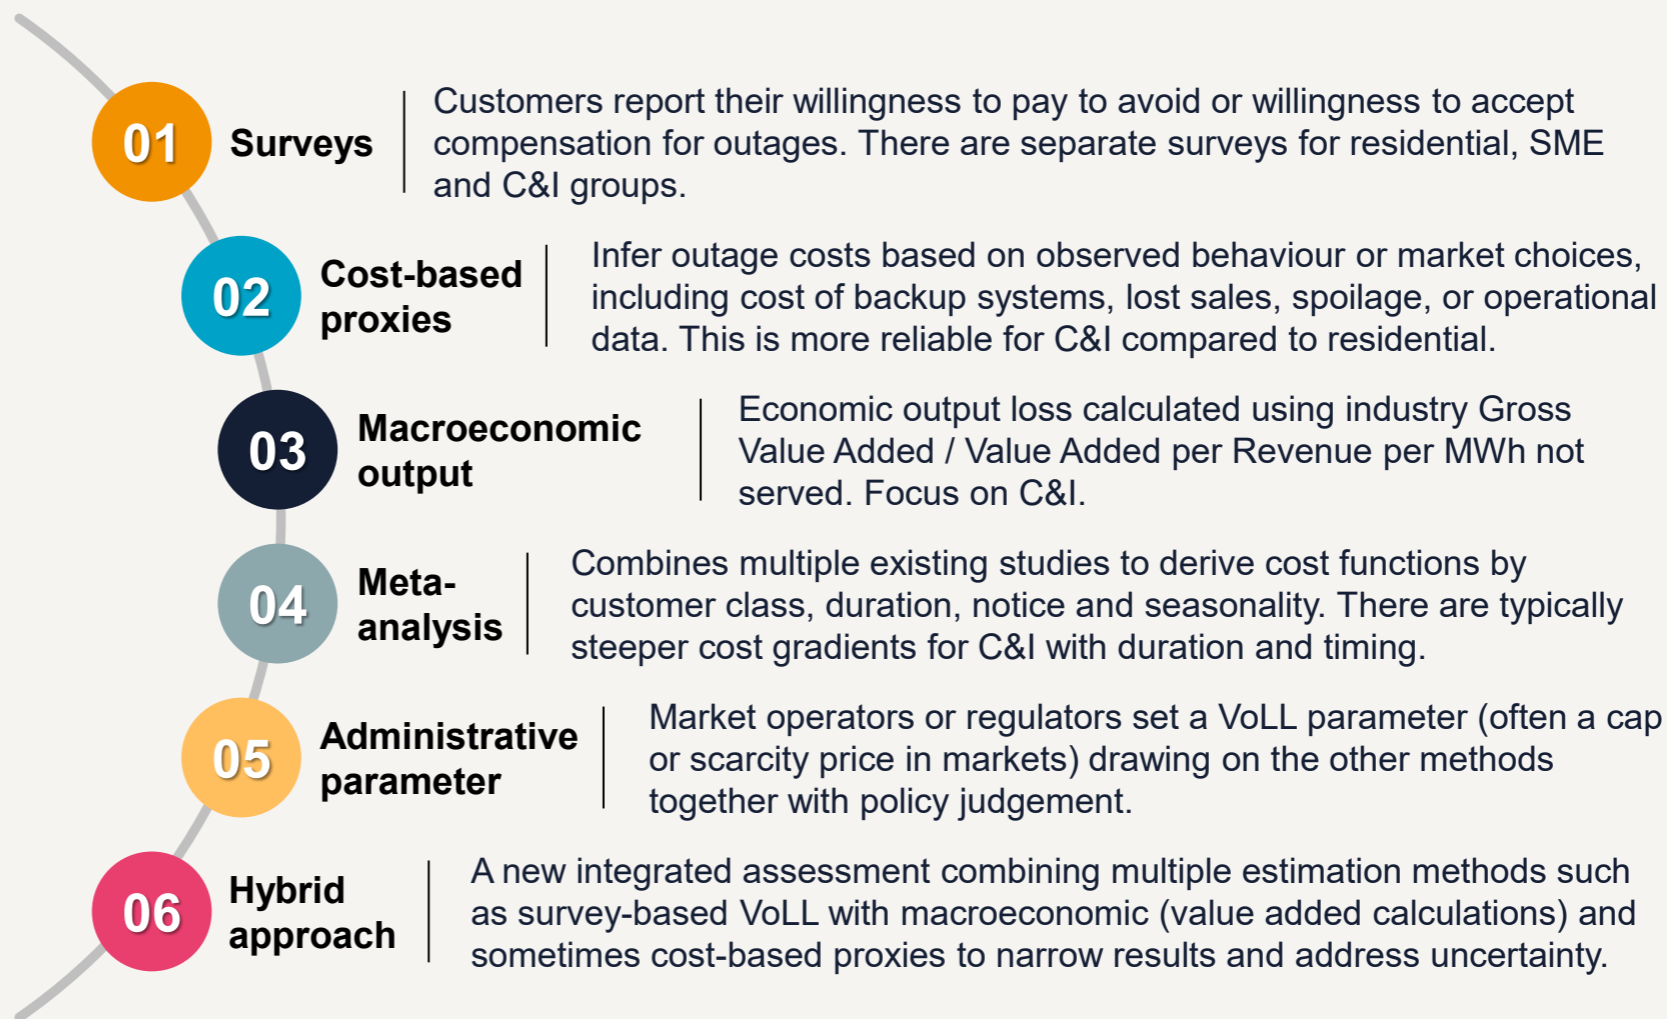 01
Surveys
Customers report their willingness to pay to avoid or willingness to accept
compensation for outages. There are separate surveys for residential, SME
and C&I groups.
02
Cost-based
proxies
Infer outage costs based on observed behaviour or market choices,
including cost of backup systems, lost sales, spoilage, or operational
data. This is more reliable for C&I compared to residential.
03
Macroeconomic
output
Economic output loss calculated using industry Gross
Value Added / Value Added per Revenue per MWh not
served. Focus on C&I.
04
Meta-
analysis
Combines multiple existing studies to derive cost functions by
customer class, duration, notice and seasonality. There are typically
steeper cost gradients for C&I with duration and timing.
05
Administrative
parameter
Market operators or regulators set a VoLL parameter (often a cap
or scarcity price in markets) drawing on the other methods
together with policy judgement.
06
Hybrid
approach
A new integrated assessment combining multiple estimation methods such
as survey-based VoLL with macroeconomic (value added calculations) and
sometimes cost-based proxies to narrow results and address uncertainty.